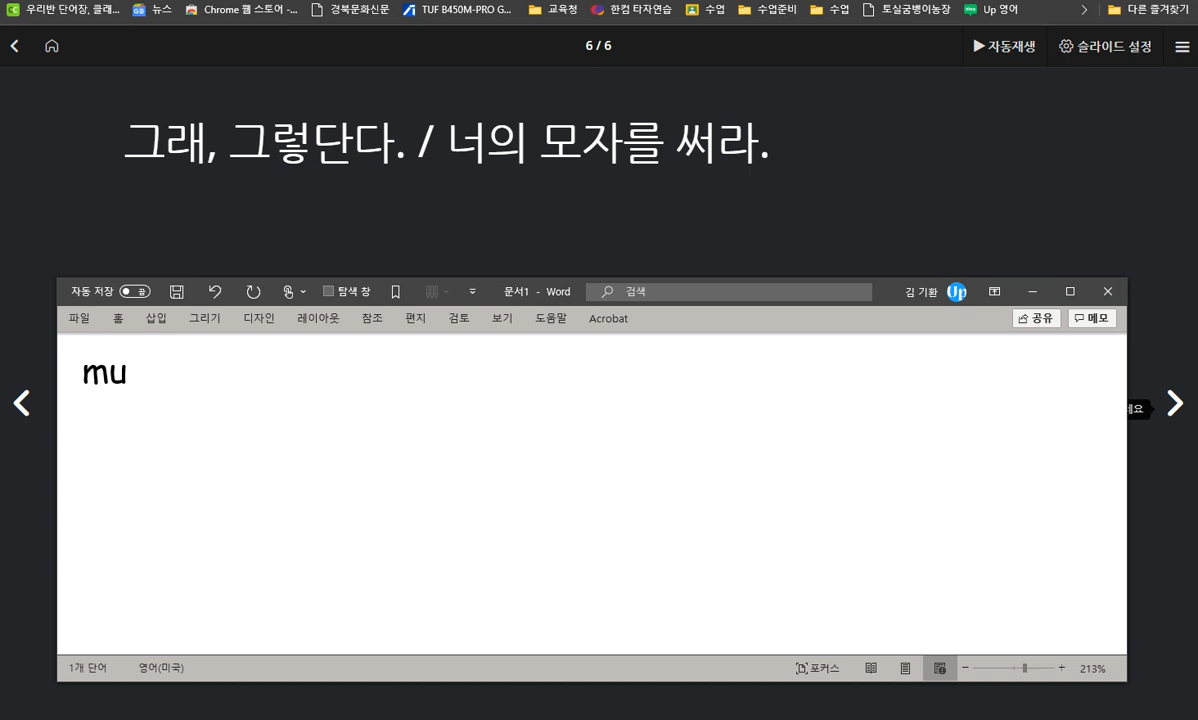 우리반 단어장, 클래... 뉴스 Chrome 웹 스토어 -... 경북문화신문 TUF B450M-PRO G... 교육청 한컴 타자연습 수업 수업준비 수업 토실굼벵이농장 Up 영어 다른 즐겨찾기
6 / 6 자동재생 슬라이드 설정
그래, 그렇단다. / 너의 모자를 써라.
자동 저장 끔 탐색 창 문서1 - Word 검색 김 기환 Up
파일 홈 삽입 그리기 디자인 레이아웃 참조 편지 검토 보기 도움말 Acrobat 공유 메모
mu
1개 단어 영어(미국) 포커스 213%